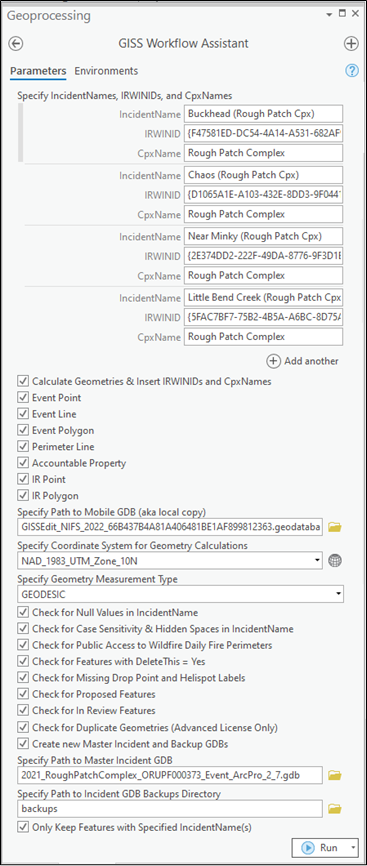 Geoprocessing
GISS Workflow Assistant
Parameters Environments
Specify IncidentNames, IRWINIDs, and CpxNames
IncidentName Buckhead (Rough Patch Cpx)
IRWINID {F47581ED-DC54-4A14-A531-682AF
CpxName Rough Patch Complex
IncidentName Chaos (Rough Patch Cpx)
IRWINID {D1065A1E-A103-432E-8DD3-9F0441
CpxName Rough Patch Complex
IncidentName Near Minky (Rough Patch Cpx)
IRWINID {2E374DD2-222F-49DA-8776-9F3D1E
CpxName Rough Patch Complex
IncidentName Little Bend Creek (Rough Patch Cpx
IRWINID {5FAC7BF7-75B2-4B5A-A6BC-8D75A
CpxName Rough Patch Complex
Add another
Calculate Geometries & Insert IRWINIDs and CpxNames
Event Point
Event Line
Event Polygon
Perimeter Line
Accountable Property
IR Point
IR Polygon
Specify Path to Mobile GDB (aka local copy)
GISSEdit_NIFS_2022_66B437B4A81A406481BE1AF899812363.geodataba
Specify Coordinate System for Geometry Calculations
NAD_1983_UTM_Zone_10N
Specify Geometry Measurement Type
GEODESIC
Check for Null Values in IncidentName
Check for Case Sensitivity & Hidden Spaces in IncidentName
Check for Public Access to Wildfire Daily Fire Perimeters
Check for Features with DeleteThis = Yes
Check for Missing Drop Point and Helispot Labels
Check for Proposed Features
Check for In Review Features
Check for Duplicate Geometries (Advanced License Only)
Create new Master Incident and Backup GDBs
Specify Path to Master Incident GDB
2021_RoughPatchComplex_ORUPF000373_Event_ArcPro_2_7.gdb
Specify Path to Incident GDB Backups Directory
backups
Only Keep Features with Specified IncidentName(s)
Run